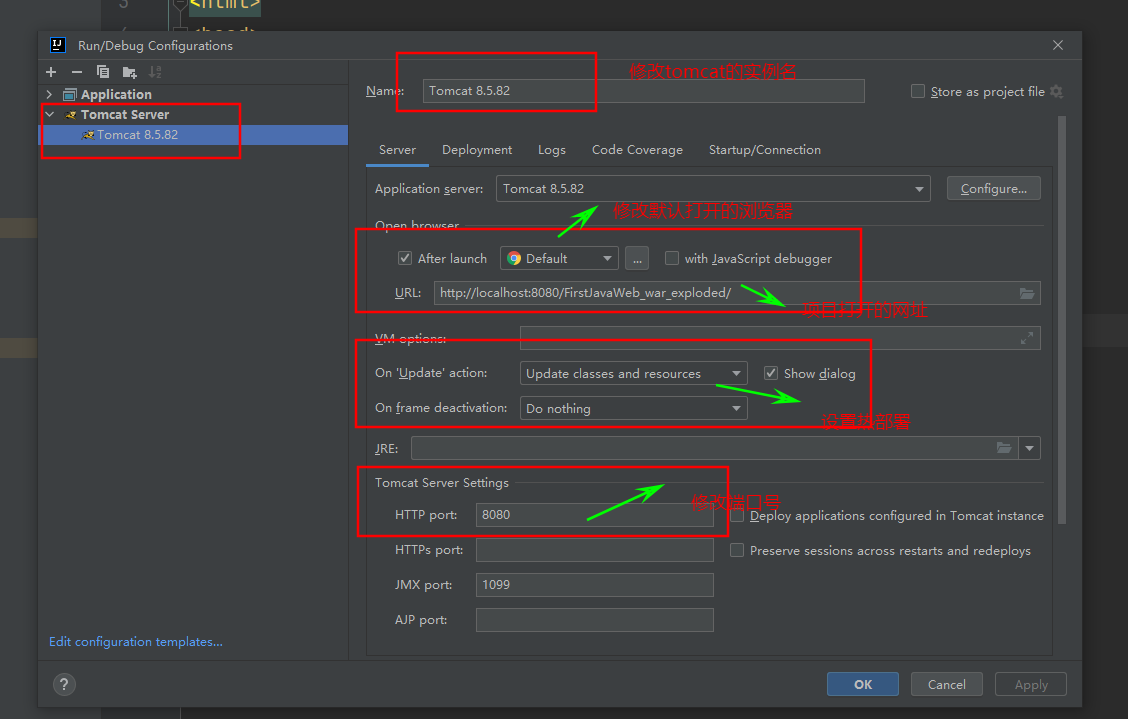 <html>
Run/Debug Configurations
Application
Tomcat Server
Tomcat 8.5.82
修改tomcat的实例名
Name: Tomcat 8.5.82
Store as project file
Server Deployment Logs Code Coverage Startup/Connection
Application server: Tomcat 8.5.82 Configure...
修改默认打开的浏览器
Open browser
After launch Default ... with JavaScript debugger
URL: http://localhost:8080/FirstJavaWeb_war_exploded/
项目打开的网址
VM options:
On 'Update' action: Update classes and resources Show dialog
On frame deactivation: Do nothing
设置热部署
JRE:
Tomcat Server Settings
修改端口号
HTTP port: 8080 Deploy applications configured in Tomcat instance
HTTPs port: Preserve sessions across restarts and redeploys
JMX port: 1099
AJP port:
Edit configuration templates...
? OK Cancel Apply